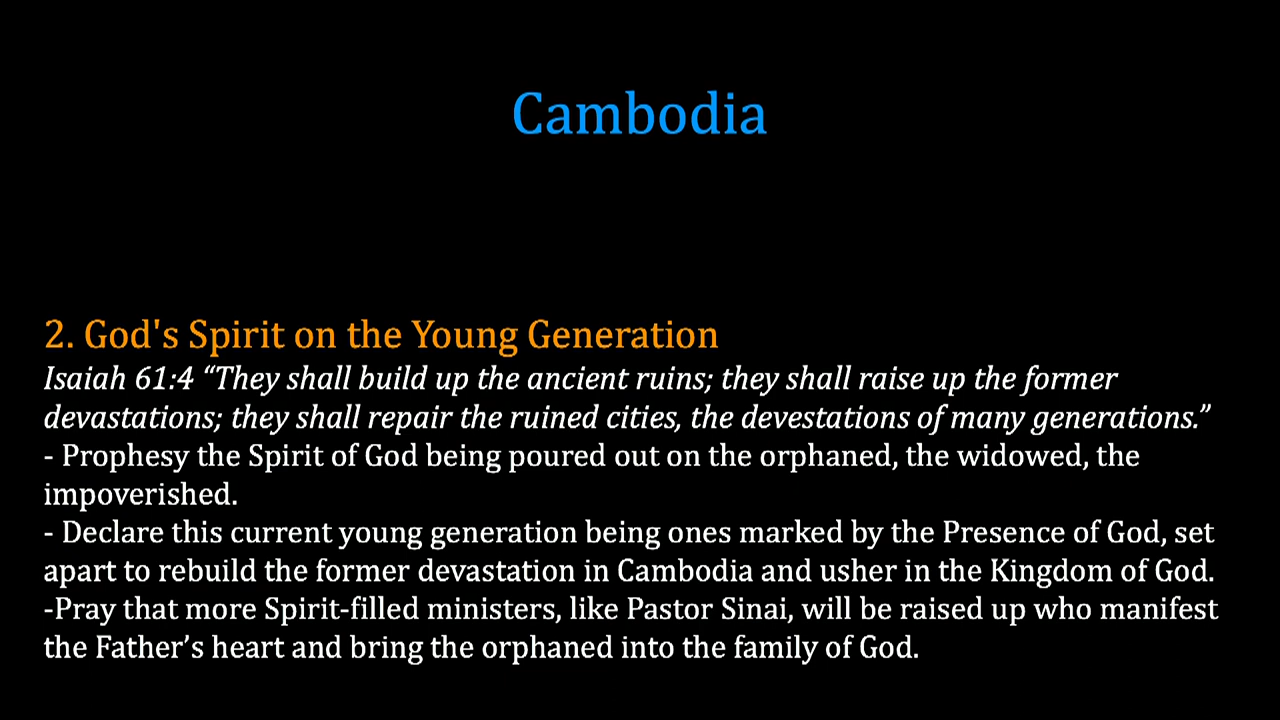 Cambodia
2. God's Spirit on the Young Generation
Isaiah 61:4 “They shall build up the ancient ruins; they shall raise up the former
devastations; they shall repair the ruined cities, the devestations of many generations.”
- Prophesy the Spirit of God being poured out on the orphaned, the widowed, the
impoverished.
- Declare this current young generation being ones marked by the Presence of God, set
apart to rebuild the former devastation in Cambodia and usher in the Kingdom of God.
-Pray that more Spirit-filled ministers, like Pastor Sinai, will be raised up who manifest
the Father’s heart and bring the orphaned into the family of God.